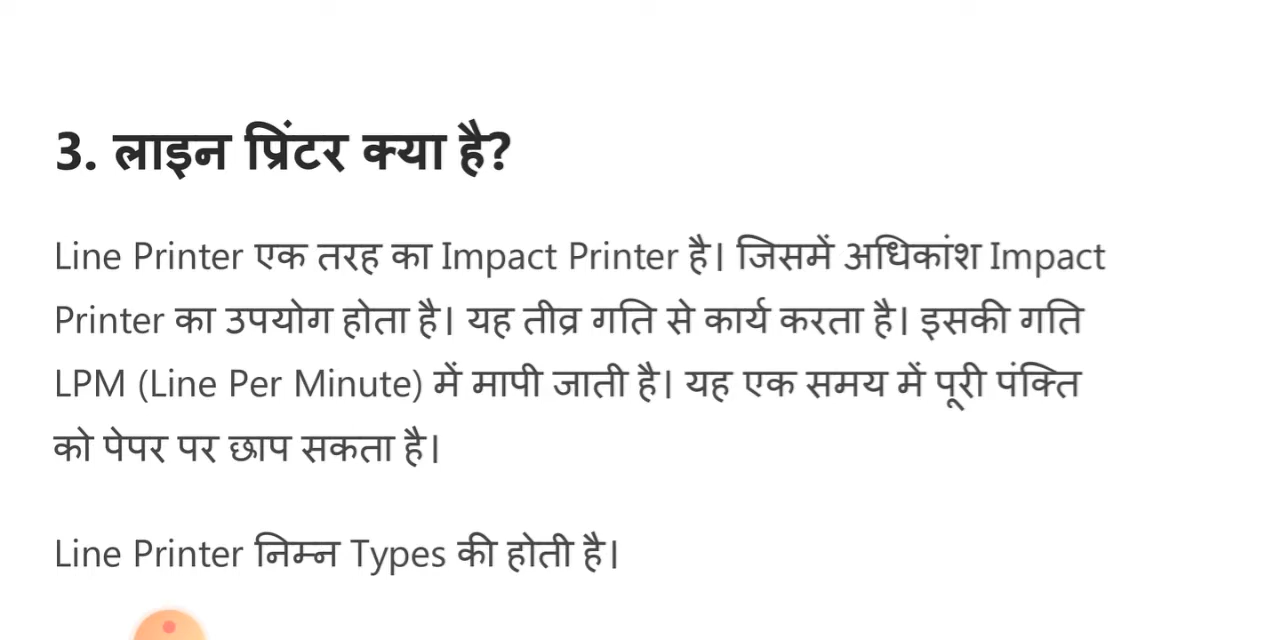 3. लाइन प्रिंटर क्या है?
Line Printer एक तरह का Impact Printer है। जिसमें अधिकांश Impact
Printer का उपयोग होता है। यह तीव्र गति से कार्य करता है। इसकी गति
LPM (Line Per Minute) में मापी जाती है। यह एक समय में पूरी पंक्ति
को पेपर पर छाप सकता है।
Line Printer निम्न Types की होती है।